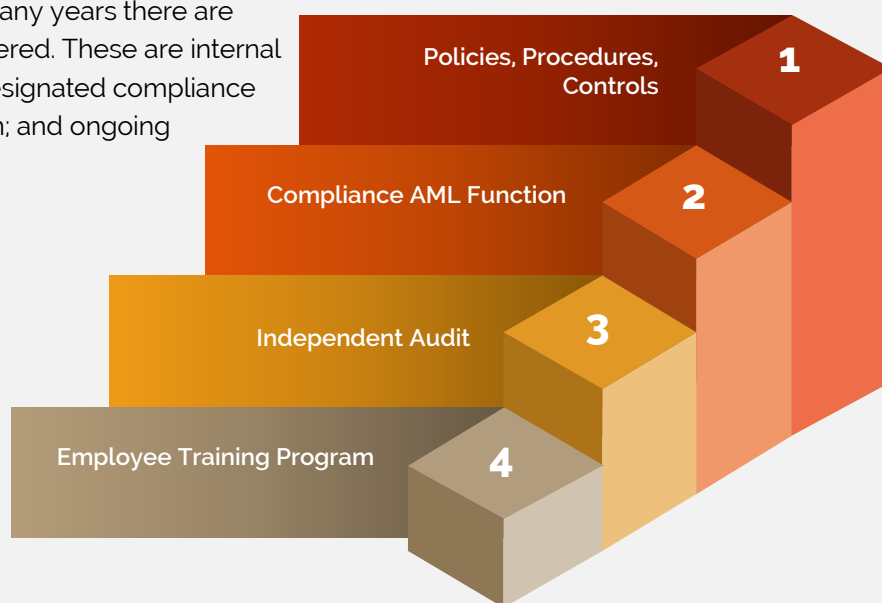 any years there are
ered. These are internal
esignated compliance
; and ongoing
Policies, Procedures,
Controls
1
Compliance AML Function
2
Independent Audit
3
Employee Training Program
4